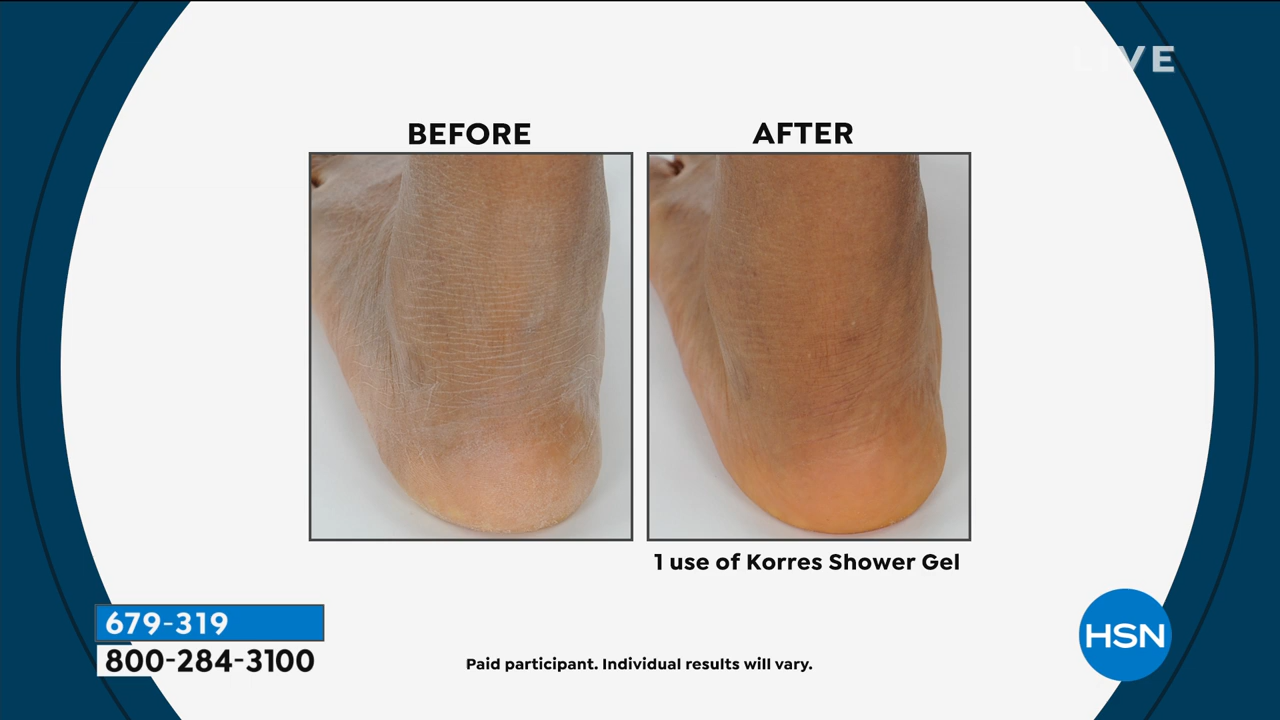 LIVE
BEFORE
AFTER
1 use of Korres Shower Gel
679-319
800-284-3100
Paid participant. Individual results will vary.
HSN